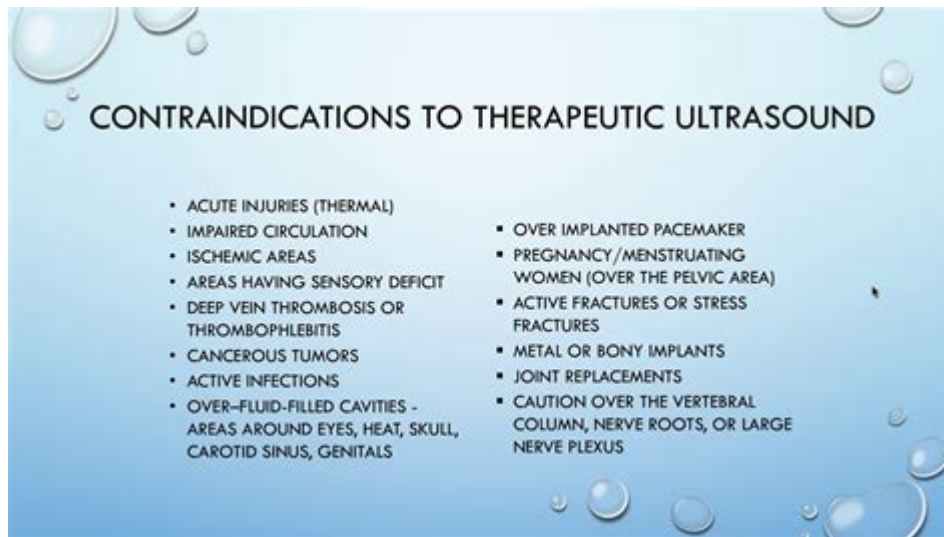 CONTRAINDICATIONS TO THERAPEUTIC ULTRASOUND
• ACUTE INJURIES (THERMAL)
• IMPAIRED CIRCULATION
• ISCHEMIC AREAS
• AREAS HAVING SENSORY DEFICIT
• DEEP VEIN THROMBOSIS OR
THROMBOPHLEBITIS
• CANCEROUS TUMORS
• ACTIVE INFECTIONS
• OVER–FLUID-FILLED CAVITIES -
AREAS AROUND EYES, HEAT, SKULL,
CAROTID SINUS, GENITALS
▪ OVER IMPLANTED PACEMAKER
▪ PREGNANCY/MENSTRUATING
WOMEN (OVER THE PELVIC AREA)
▪ ACTIVE FRACTURES OR STRESS
FRACTURES
▪ METAL OR BONY IMPLANTS
▪ JOINT REPLACEMENTS
▪ CAUTION OVER THE VERTEBRAL
COLUMN, NERVE ROOTS, OR LARGE
NERVE PLEXUS